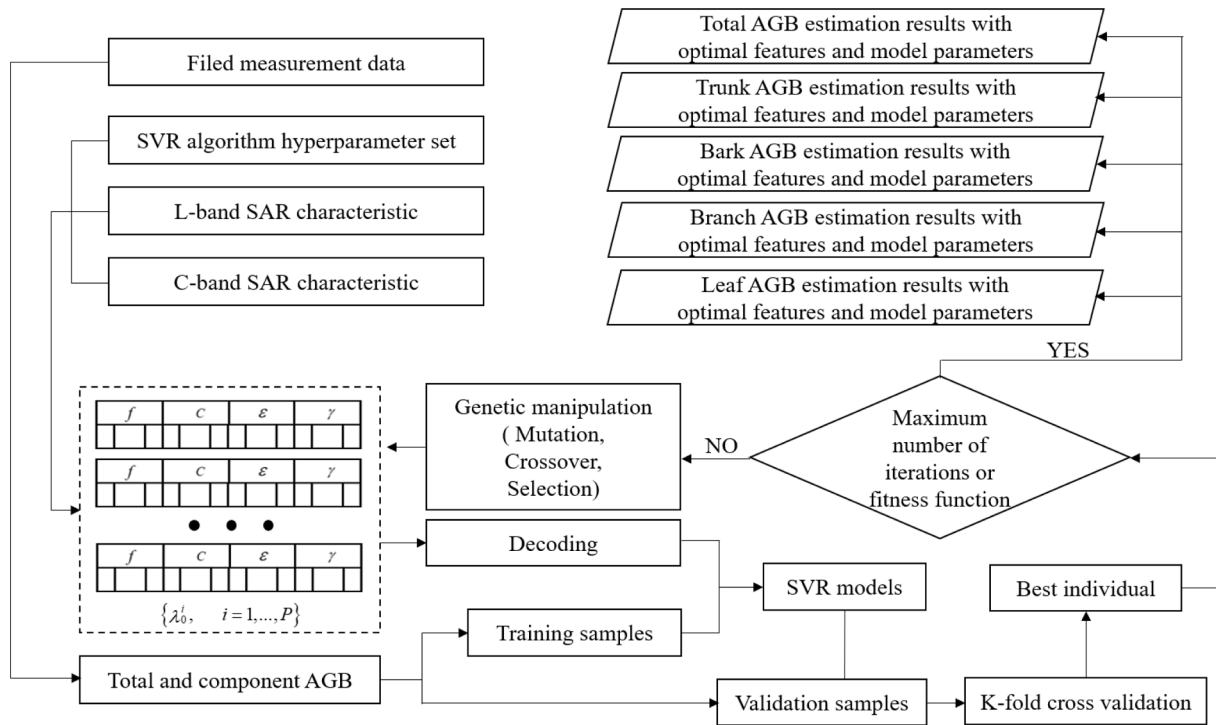 Filed measurement data
SVR algorithm hyperparameter set
L-band SAR characteristic
C-band SAR characteristic
Total AGB estimation results with
optimal features and model parameters
Trunk AGB estimation results with
optimal features and model parameters
Bark AGB estimation results with
optimal features and model parameters
Branch AGB estimation results with
optimal features and model parameters
Leaf AGB estimation results with
optimal features and model parameters
YES
Maximum
number of
iterations or
fitness function
NO
Genetic manipulation
( Mutation,
Crossover,
Selection)
f C ε γ
f C ε γ
f C ε γ
{λ₀ⁱ, i = 1,...,P}
Decoding
Training samples
SVR models
Best individual
Total and component AGB
Validation samples
K-fold cross validation